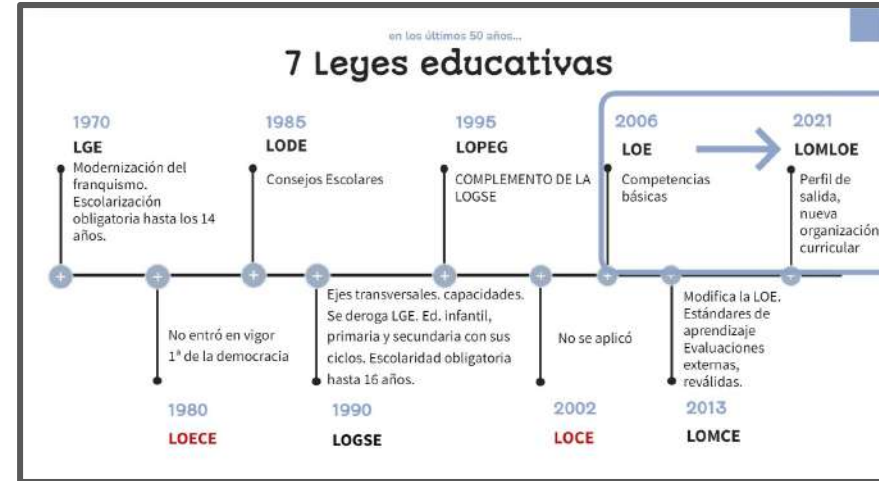 en los últimos 50 años...
7 Leyes educativas
1970
LGE
Modernización del
franquismo.
Escolarización
obligatoria hasta los 14
años.
1985
LODE
Consejos Escolares
1995
LOPEG
COMPLEMENTO DE LA
LOGSE
2006
LOE
Competencias
básicas
2021
LOMLOE
Perfil de
salida,
nueva
organización
curricular
No entró en vigor
1ª de la democracia
1980
LOECE
Ejes transversales. capacidades.
Se deroga LGE. Ed. infantil,
primaria y secundaria con sus
ciclos. Escolaridad obligatoria
hasta 16 años.
1990
LOGSE
No se aplicó
2002
LOCE
Modifica la LOE.
Estándares de
aprendizaje
Evaluaciones
externas,
reválidas.
2013
LOMCE